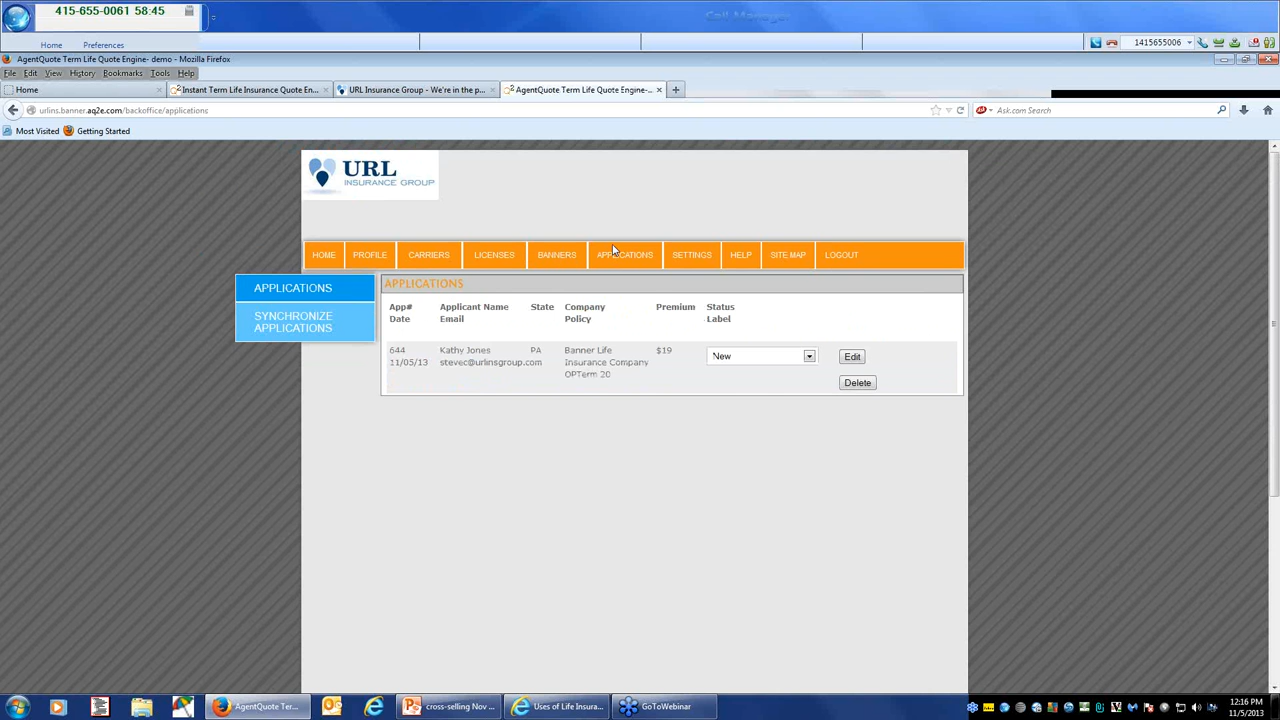 415-655-0061 58:45
Call Manager
Home Preferences
1415655006
AgentQuote Term Life Quote Engine- demo - Mozilla Firefox
File Edit View History Bookmarks Tools Help
Home
Instant Term Life Insurance Quote En...
URL Insurance Group - We're in the p...
AgentQuote Term Life Quote Engine-...
urlins.banner.aq2e.com/backoffice/applications
Ask.com Search
Most Visited Getting Started
URL
INSURANCE GROUP
HOME PROFILE CARRIERS LICENSES BANNERS APPLICATIONS SETTINGS HELP SITE MAP LOGOUT
APPLICATIONS
SYNCHRONIZE
APPLICATIONS
APPLICATIONS
App# Applicant Name State Company Premium Status
Date Email Policy Label
644 Kathy Jones PA Banner Life $19 New Edit
11/05/13 stevec@urlinsgroup.com Insurance Company
OPTerm 20
Delete
AgentQuote Ter...
cross-selling Nov ...
Uses of Life Insura...
GoToWebinar
12:16 PM
11/5/2013